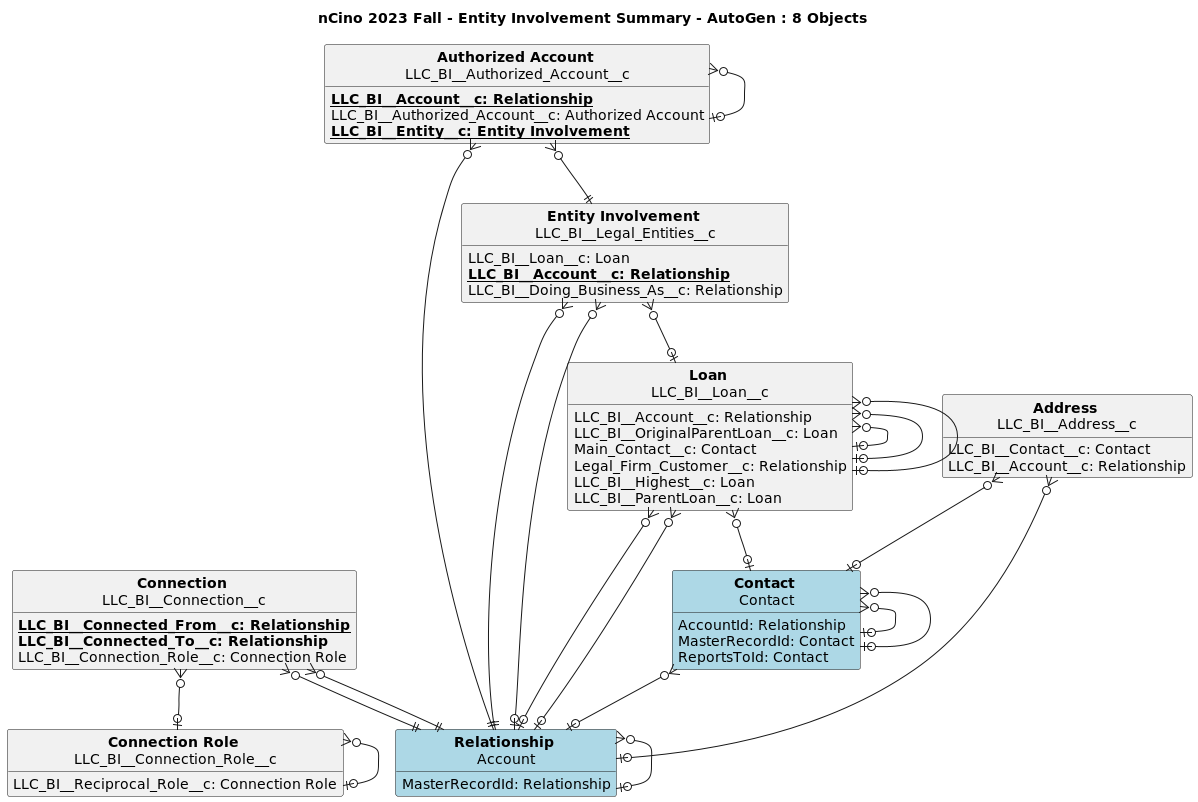 nCino 2023 Fall - Entity Involvement Summary - AutoGen : 8 Objects
Authorized Account
LLC_BI__Authorized_Account__c
LLC_BI__Account__c: Relationship
LLC_BI__Authorized_Account__c: Authorized Account
LLC_BI__Entity__c: Entity Involvement
Entity Involvement
LLC_BI__Legal_Entities__c
LLC_BI__Loan__c: Loan
LLC_BI__Account__c: Relationship
LLC_BI__Doing_Business_As__c: Relationship
Loan
LLC_BI__Loan__c
LLC_BI__Account__c: Relationship
LLC_BI__OriginalParentLoan__c: Loan
Main_Contact__c: Contact
Legal_Firm_Customer__c: Relationship
LLC_BI__Highest__c: Loan
LLC_BI__ParentLoan__c: Loan
Address
LLC_BI__Address__c
LLC_BI__Contact__c: Contact
LLC_BI__Account__c: Relationship
Connection
LLC_BI__Connection__c
LLC_BI__Connected_From__c: Relationship
LLC_BI__Connected_To__c: Relationship
LLC_BI__Connection_Role__c: Connection Role
Contact
Contact
AccountId: Relationship
MasterRecordId: Contact
ReportsToId: Contact
Connection Role
LLC_BI__Connection_Role__c
LLC_BI__Reciprocal_Role__c: Connection Role
Relationship
Account
MasterRecordId: Relationship